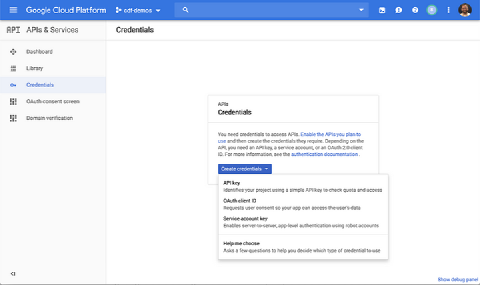 Google Cloud Platform
cdf-demos
API APIs & Services
Credentials
Dashboard
Library
Credentials
OAuth consent screen
Domain verification
APIs
Credentials
You need credentials to access APIs. Enable the APIs you plan to
use and then create the credentials they require. Depending on the
API, you need an API key, a service account, or an OAuth 2.0 client
ID. For more information, see the authentication documentation.
Create credentials
API key
Identifies your project using a simple API key to check quota and access
OAuth client ID
Requests user consent so your app can access the user's data
Service account key
Enables server-to-server, app-level authentication using robot accounts
Help me choose
Asks a few questions to help you decide which type of credential to use
Show debug panel